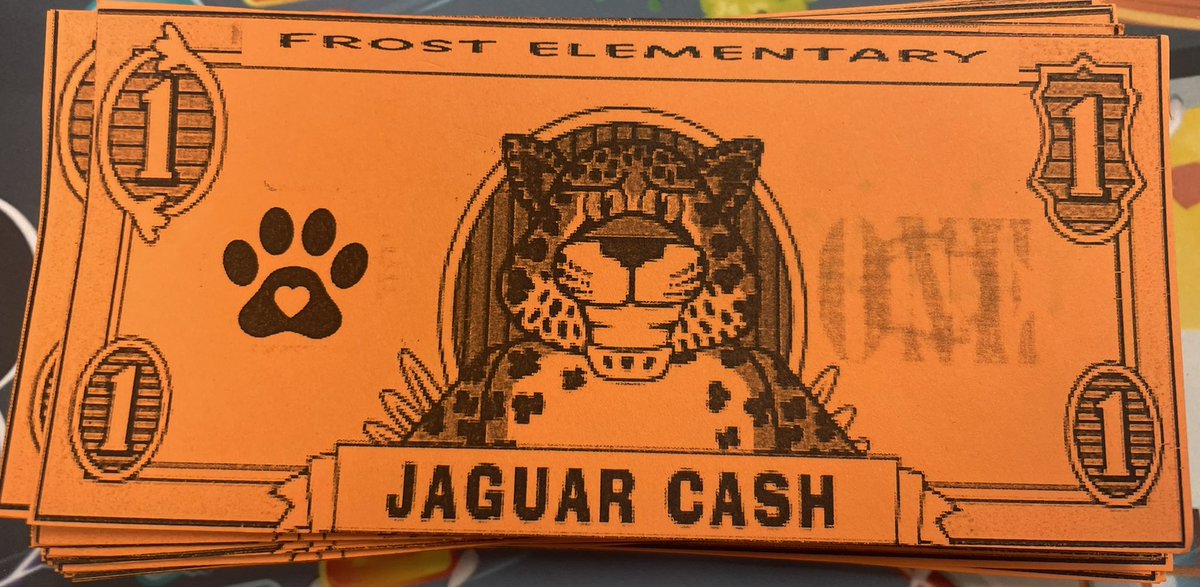 FROST ELEMENTARY
1 1
1 1
JAGUAR CASH